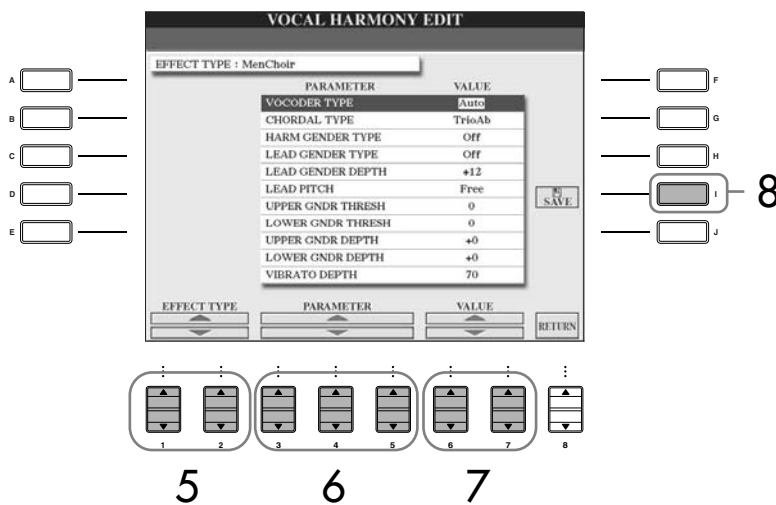 VOCAL HARMONY EDIT
EFFECT TYPE : MenChoir
PARAMETER VALUE
VOCODER TYPE Auto
CHORDAL TYPE TrioAb
HARM GENDER TYPE Off
LEAD GENDER TYPE Off
LEAD GENDER DEPTH +12
LEAD PITCH Free
UPPER GNDR THRESH 0
LOWER GNDR THRESH 0
UPPER GNDR DEPTH +0
LOWER GNDR DEPTH +0
VIBRATO DEPTH 70
A
B
C
D
E
F
G
H
I
J
SAVE
8
EFFECT TYPE PARAMETER VALUE
RETURN
1 2 3 4 5 6 7 8
5 6 7